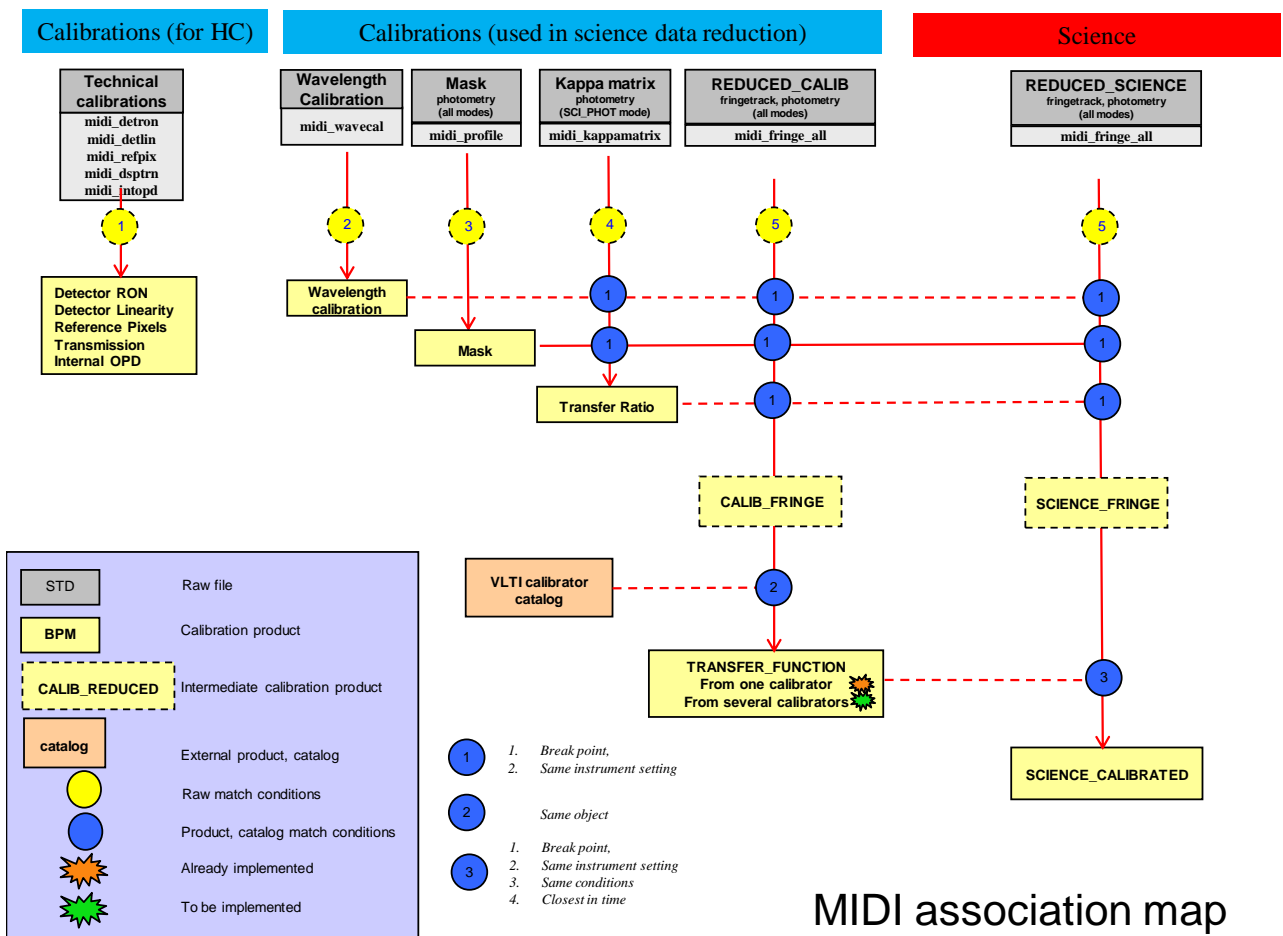 Calibrations (for HC)
Calibrations (used in science data reduction)
Science
Technical
calibrations
midi_detron
midi_detlin
midi_refpix
midi_dsptrn
midi_intopd
Wavelength
Calibration
midi_wavecal
Mask
photometry
(all modes)
midi_profile
Kappa matrix
photometry
(SCI_PHOT mode)
midi_kappamatrix
REDUCED_CALIB
fringetrack, photometry
(all modes)
midi_fringe_all
REDUCED_SCIENCE
fringetrack, photometry
(all modes)
midi_fringe_all
1
2
3
4
5
5
Detector RON
Detector Linearity
Reference Pixels
Transmission
Internal OPD
Wavelength
calibration
1
1
1
Mask
1
1
1
Transfer Ratio
1
1
CALIB_FRINGE
SCIENCE_FRINGE
VLTI calibrator
catalog
2
TRANSFER_FUNCTION
From one calibrator
From several calibrators
3
SCIENCE_CALIBRATED
STD
Raw file
BPM
Calibration product
CALIB_REDUCED
Intermediate calibration product
catalog
External product, catalog
Raw match conditions
Product, catalog match conditions
Already implemented
To be implemented
1
1. Break point,
2. Same instrument setting
2
Same object
3
1. Break point,
2. Same instrument setting
3. Same conditions
4. Closest in time
MIDI association map